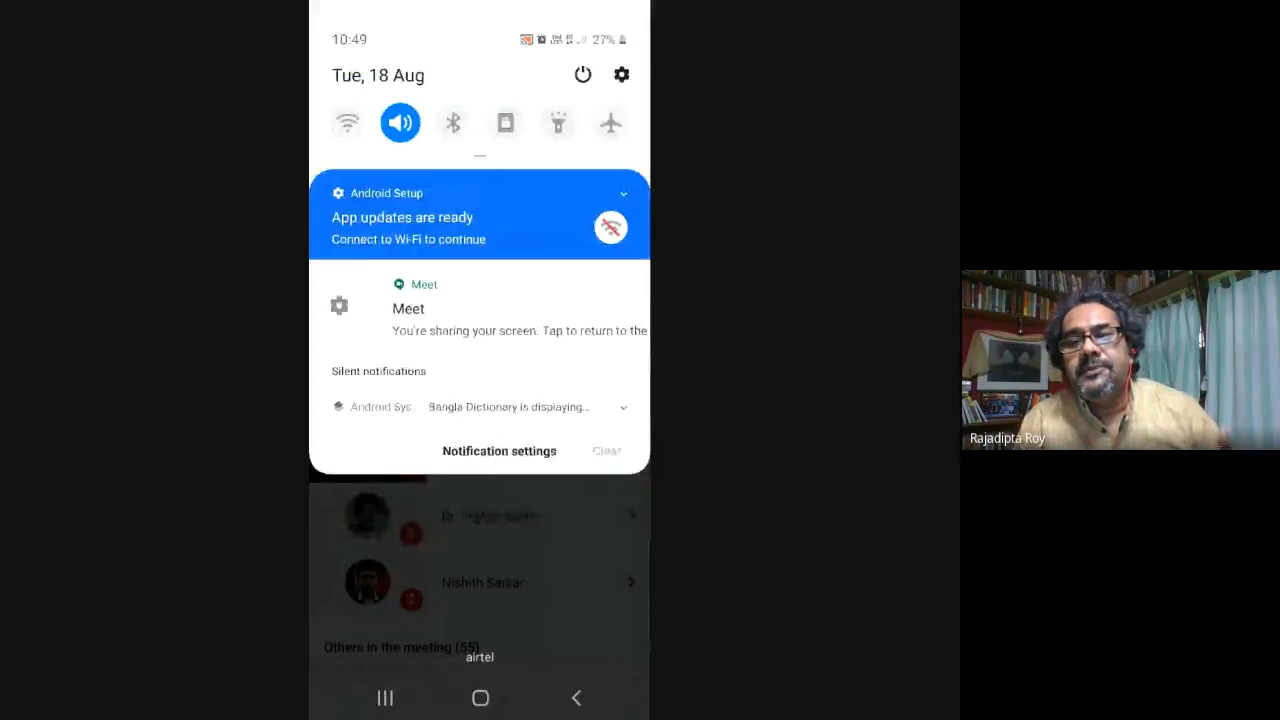 10:49 27%
Tue, 18 Aug
Android Setup
App updates are ready
Connect to Wi-Fi to continue
Meet
Meet
You're sharing your screen. Tap to return to the
Silent notifications
Android Sys Bangla Dictionary is displaying...
Notification settings Clear
Nishith Sarkar
Others in the meeting (55)
airtel
Rajadipta Roy